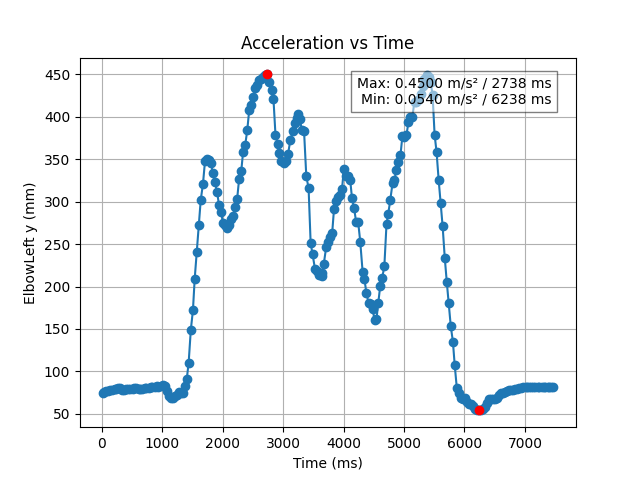 Acceleration vs Time
Max: 0.4500 m/s² / 2738 ms
Min: 0.0540 m/s² / 6238 ms
ElbowLeft y (mm)
450
400
350
300
250
200
150
100
50
0 1000 2000 3000 4000 5000 6000 7000
Time (ms)